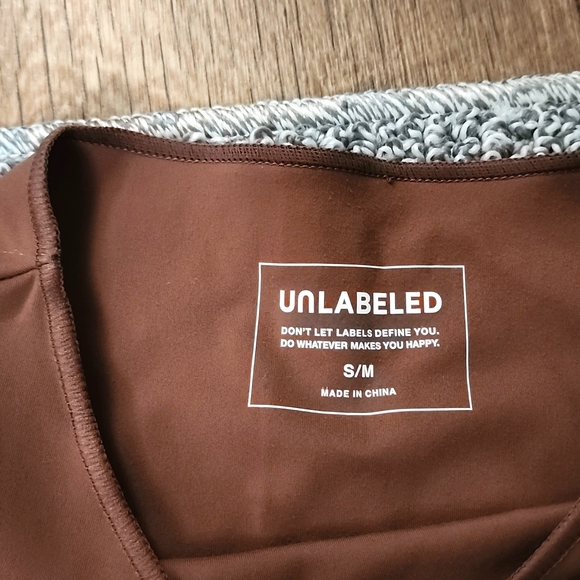 UNLABELED
DON'T LET LABELS DEFINE YOU.
DO WHATEVER MAKES YOU HAPPY.
S/M
MADE IN CHINA